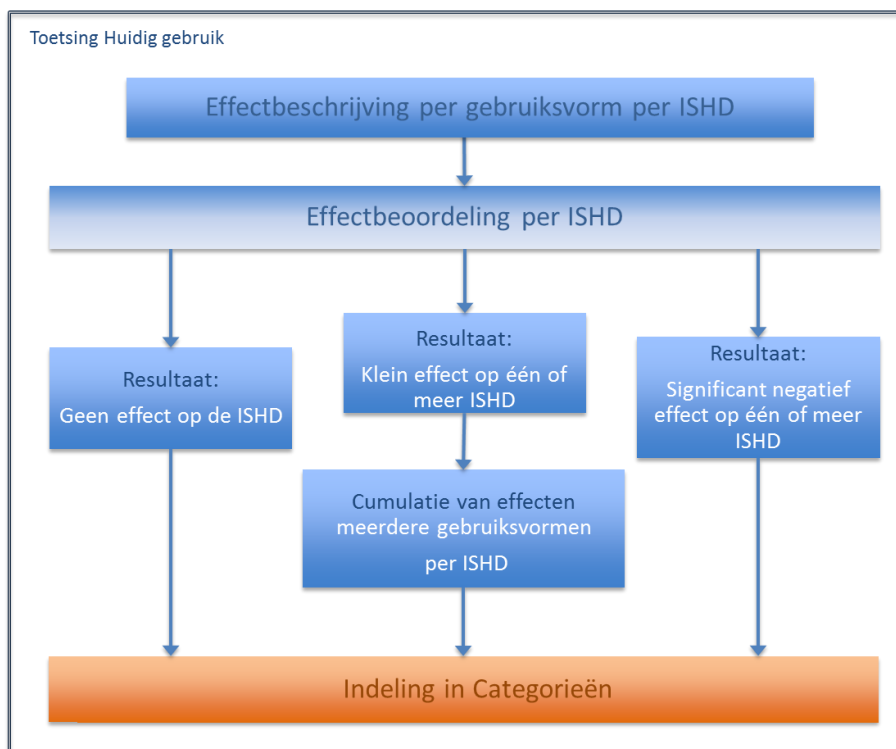 Toetsing Huidig gebruik
Effectbeschrijving per gebruiksvorm per ISHD
Effectbeoordeling per ISHD
Resultaat:
Geen effect op de ISHD
Resultaat:
Klein effect op één of
meer ISHD
Resultaat:
Significant negatief
effect op één of meer
ISHD
Cumulatie van effecten
meerdere gebruiksvormen
per ISHD
Indeling in Categorieën